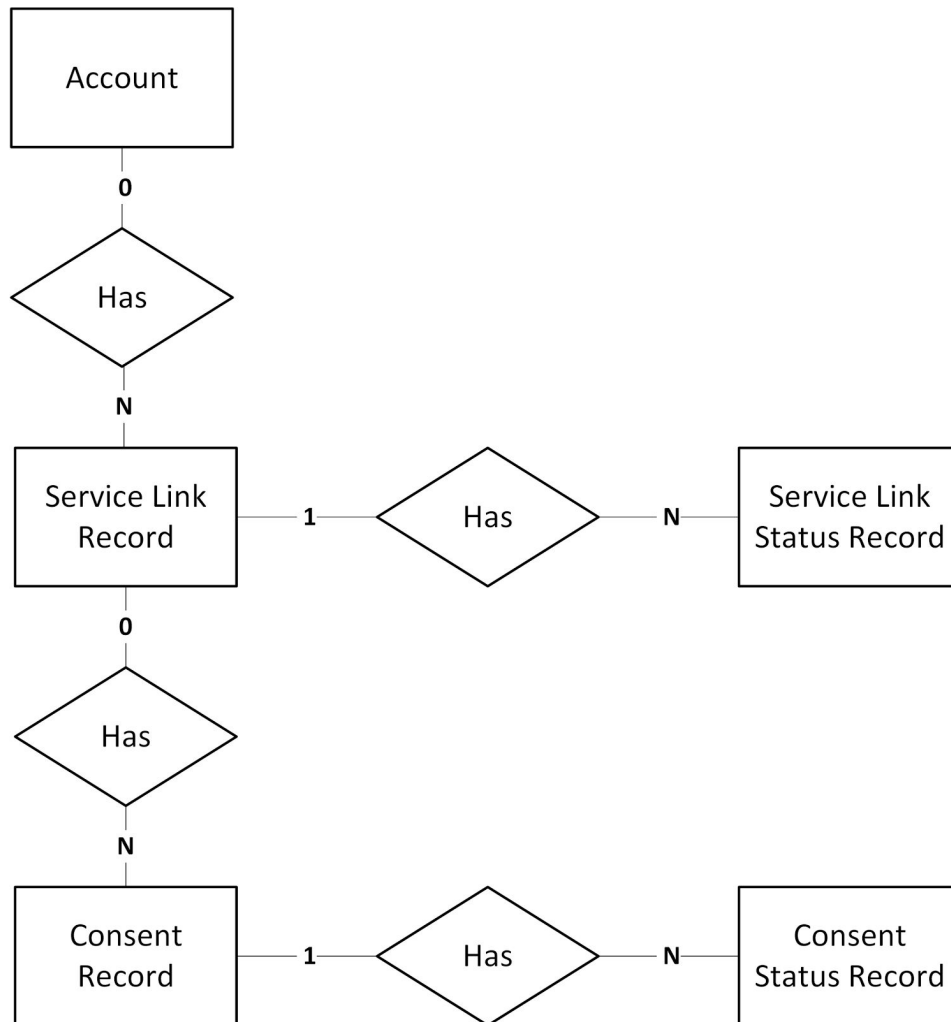 Account
0
Has
N
Service Link
Record
1
Has
N
Service Link
Status Record
0
Has
N
Consent
Record
1
Has
N
Consent
Status Record